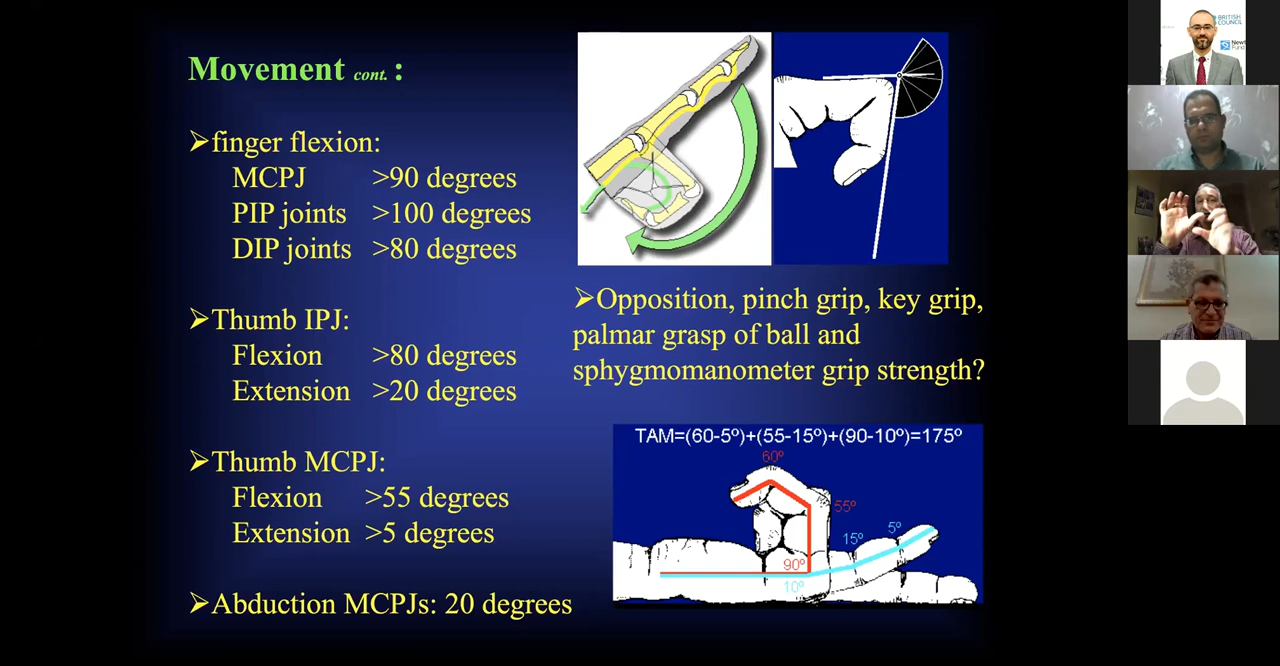 Movement cont. :
➢finger flexion:
MCPJ >90 degrees
PIP joints >100 degrees
DIP joints >80 degrees
➢Thumb IPJ:
Flexion >80 degrees
Extension >20 degrees
➢Thumb MCPJ:
Flexion >55 degrees
Extension >5 degrees
➢Abduction MCPJs: 20 degrees
➢Opposition, pinch grip, key grip,
palmar grasp of ball and
sphygmomanometer grip strength?
TAM=(60-5º)+(55-15º)+(90-10º)=175º
60º
55º
5º
15º
90º
10º
BRITISH
COUNCIL
Newt
Fund